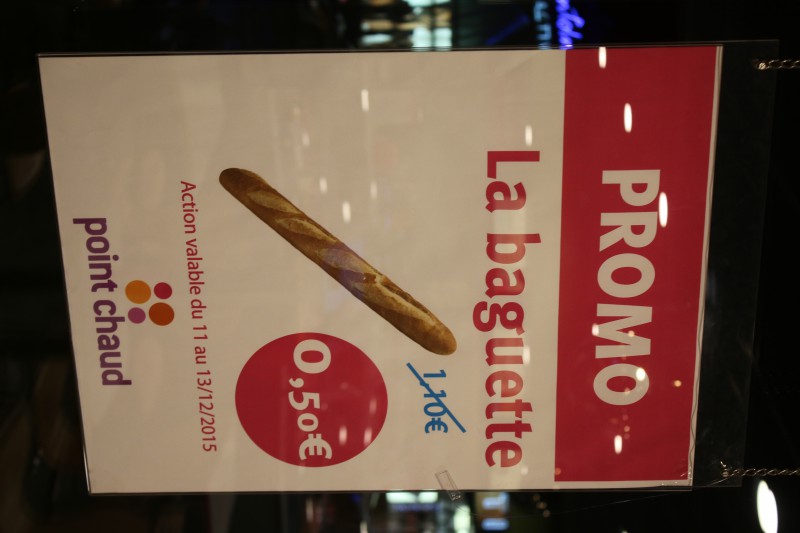 PROMO
La baguette
1,10€
0,50€
Action valable du 11 au 13/12/2015
point chaud